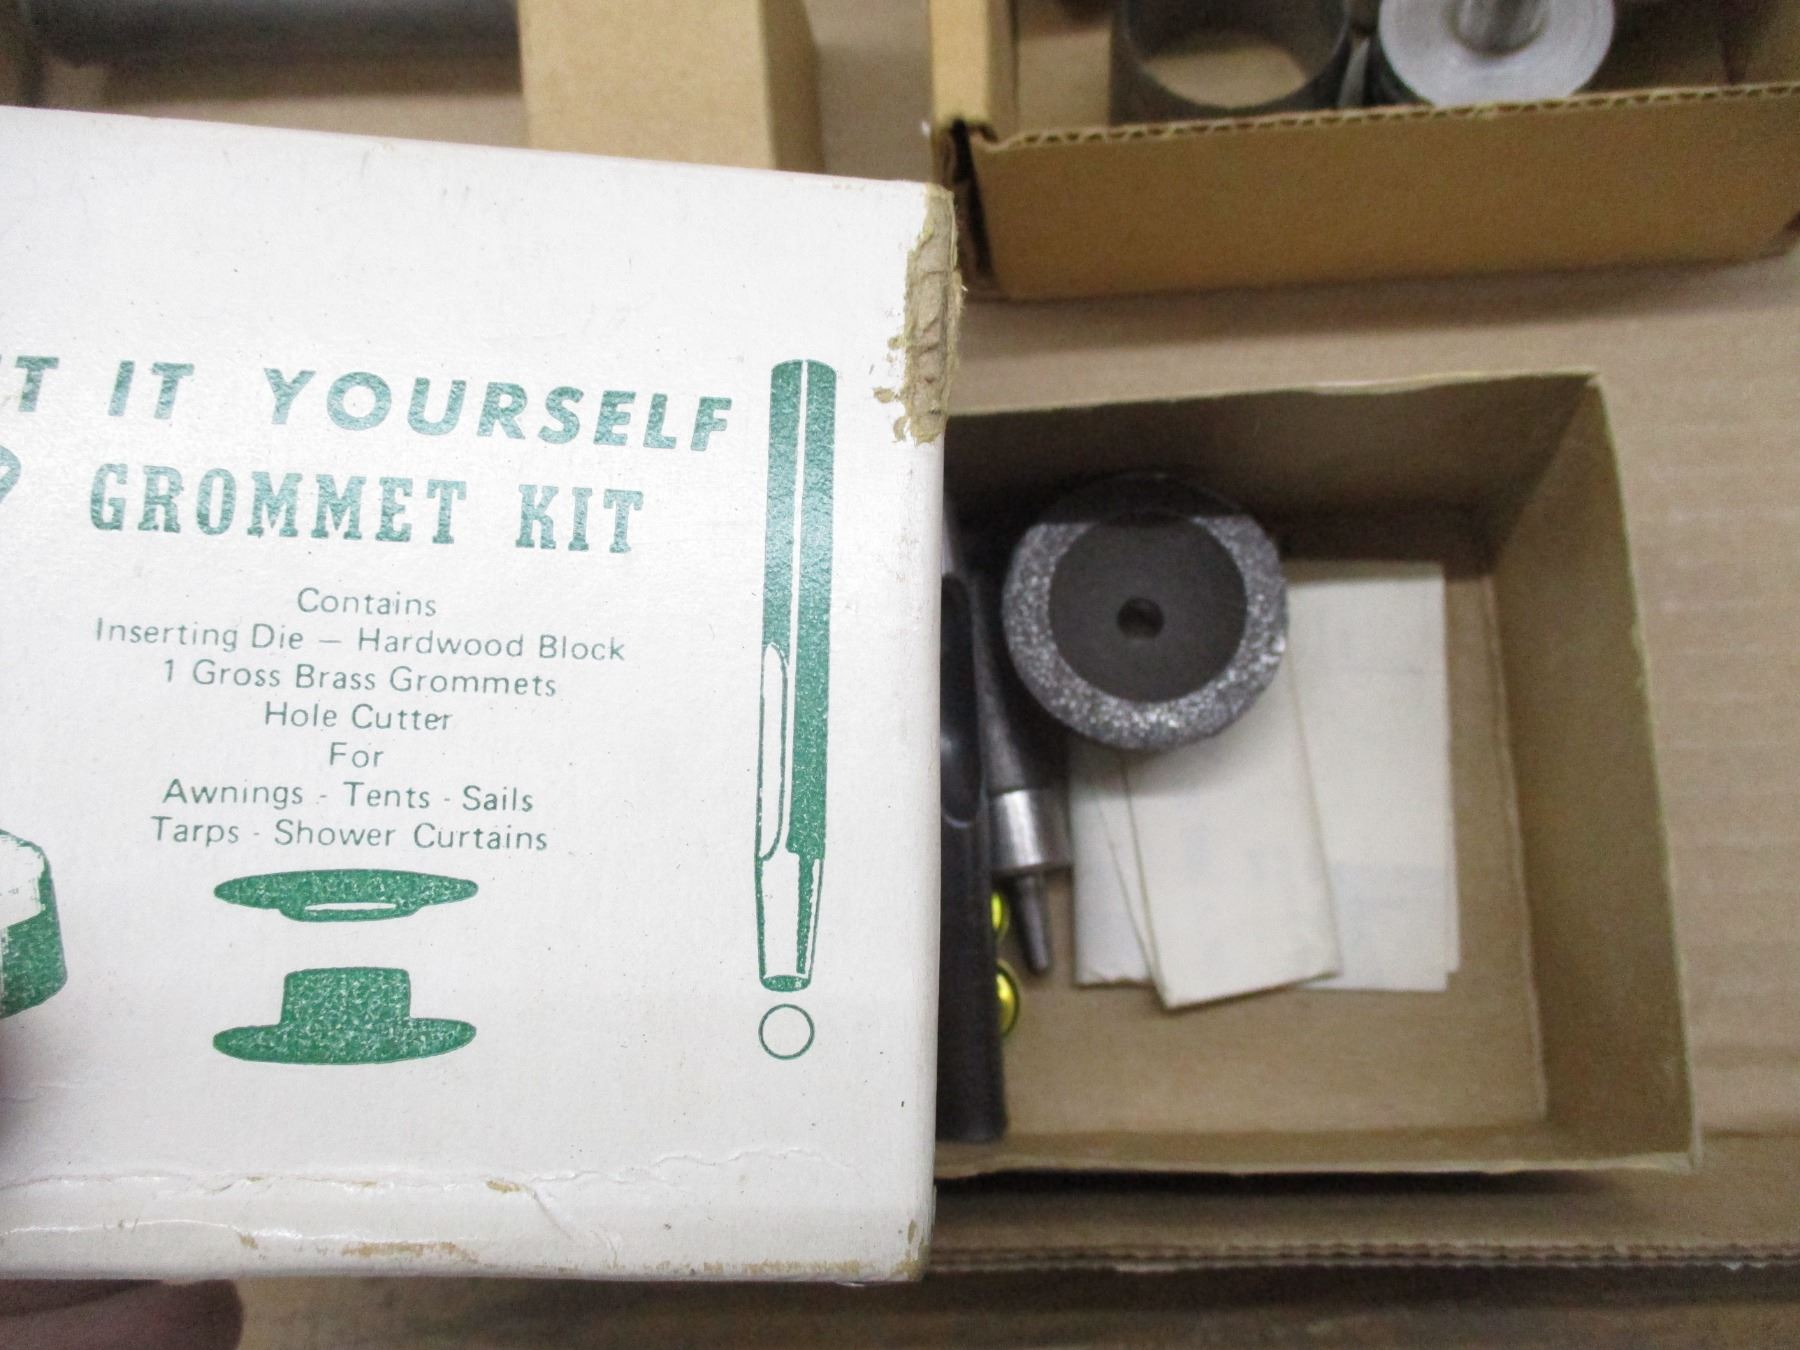 IT YOURSELF
GROMMET KIT
Contains
Inserting Die – Hardwood Block
1 Gross Brass Grommets
Hole Cutter
For
Awnings - Tents - Sails
Tarps - Shower Curtains